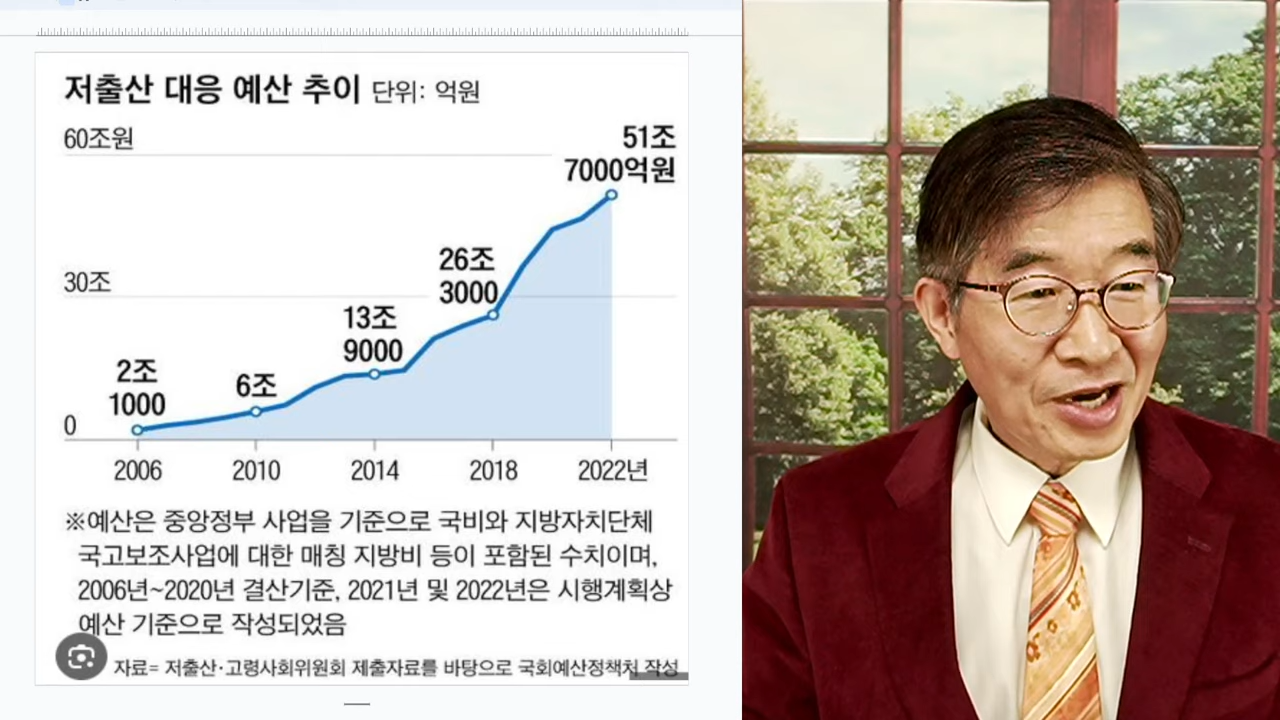 저출산 대응 예산 추이 단위: 억원
60조원
51조
7000억원
30조
26조
3000
13조
9000
2조
1000
6조
0
2006
2010
2014
2018
2022년
※예산은 중앙정부 사업을 기준으로 국비와 지방자치단체
국고보조사업에 대한 매칭 지방비 등이 포함된 수치이며,
2006년~2020년 결산기준, 2021년 및 2022년은 시행계획상
예산 기준으로 작성되었음
자료= 저출산·고령사회위원회 제출자료를 바탕으로 국회예산정책처 작성